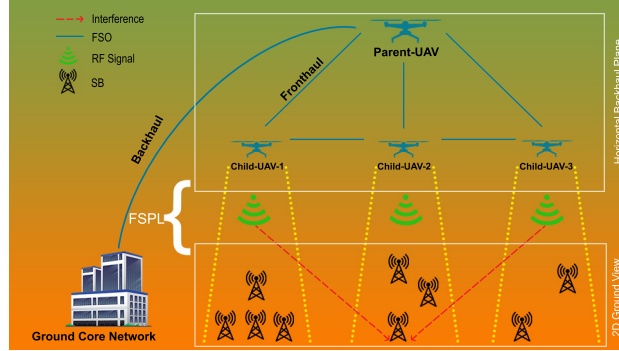 Interference
FSO
RF Signal
SB
Parent-UAV
Fronthaul
Backhaul
Horizontal Backhaul Plane
Child-UAV-1
Child-UAV-2
Child-UAV-3
FSPL
Ground Core Network
2D Ground View